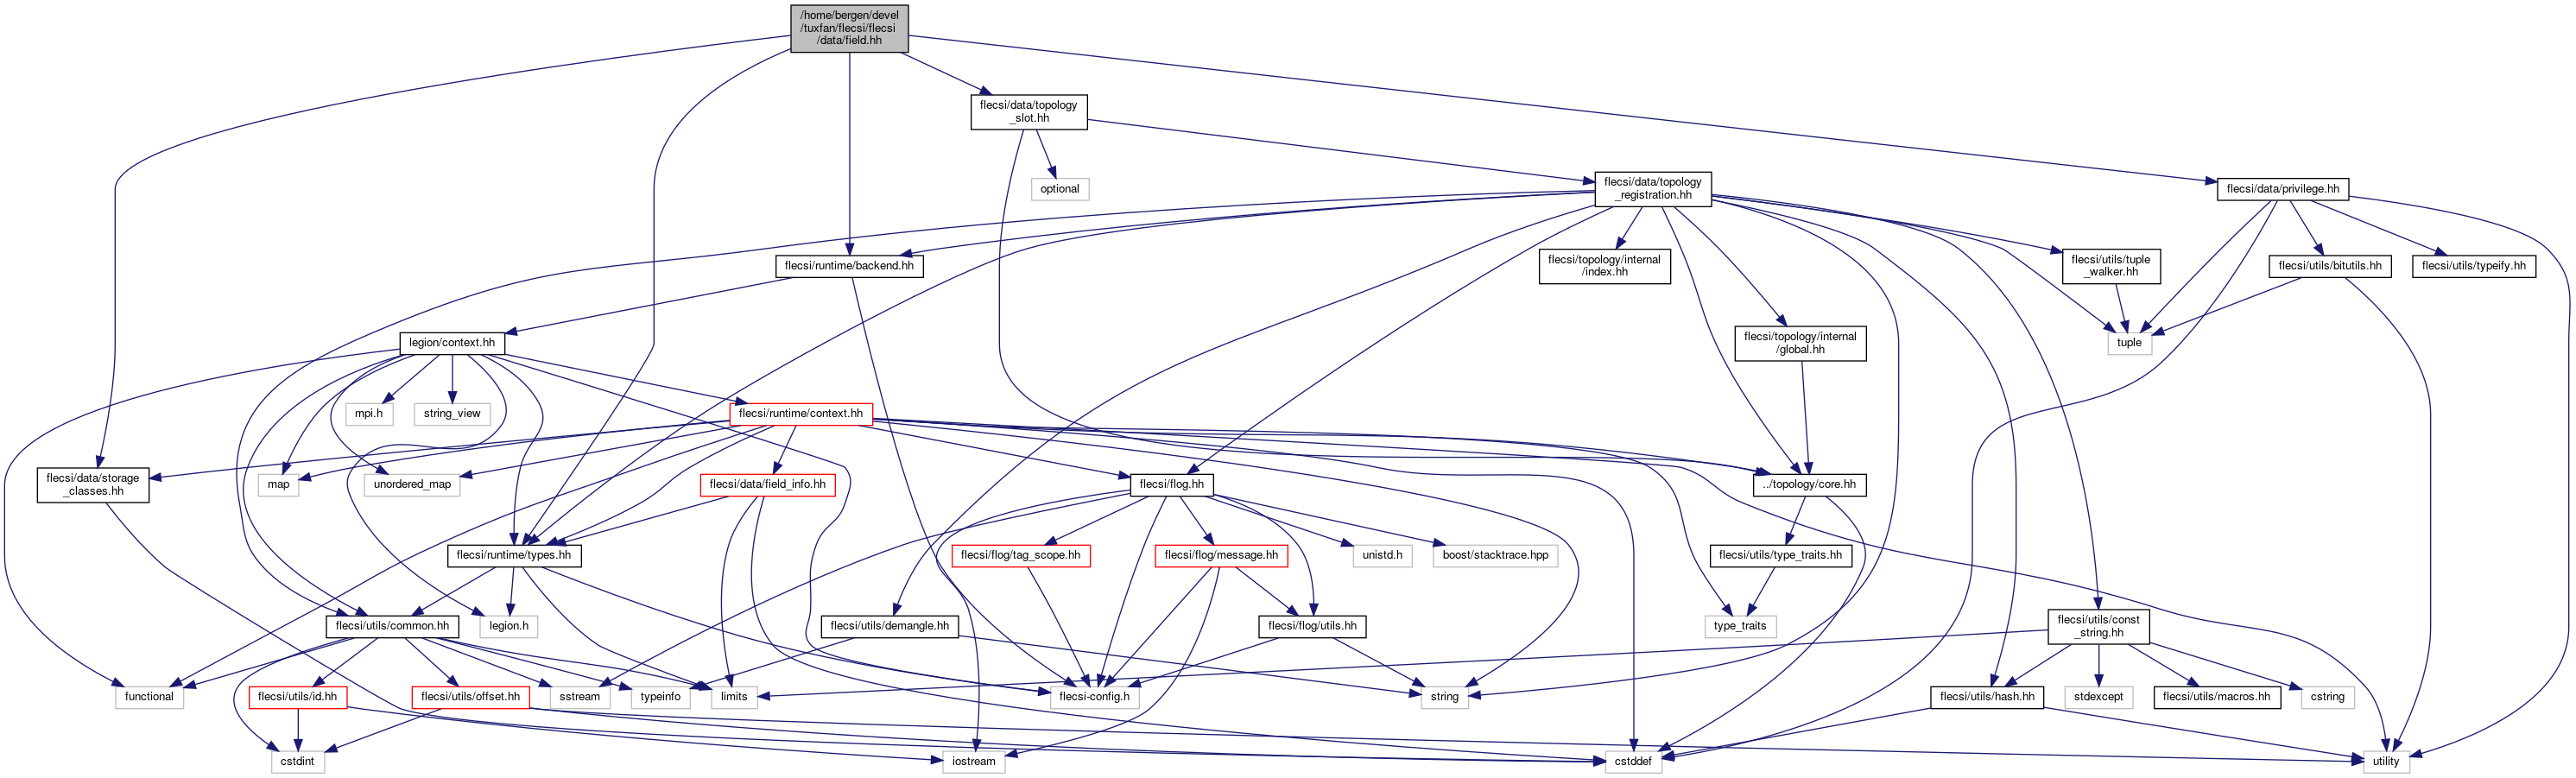 /home/bergen/devel
/tuxfan/flecsi/flecsi
/data/field.hh
flecsi/data/topology
_slot.hh
optional
flecsi/data/topology
_registration.hh
flecsi/data/privilege.hh
flecsi/runtime/backend.hh
flecsi/topology/internal
/index.hh
flecsi/utils/tuple
_walker.hh
flecsi/utils/bitutils.hh
flecsi/utils/typeify.hh
legion/context.hh
flecsi/topology/internal
/global.hh
tuple
mpi.h
string_view
flecsi/runtime/context.hh
flecsi/data/storage
_classes.hh
map
unordered_map
flecsi/data/field_info.hh
flecsi/flog.hh
../topology/core.hh
flecsi/runtime/types.hh
flecsi/flog/tag_scope.hh
flecsi/flog/message.hh
unistd.h
boost/stacktrace.hpp
flecsi/utils/type_traits.hh
flecsi/utils/common.hh
legion.h
flecsi/utils/demangle.hh
flecsi/flog/utils.hh
type_traits
flecsi/utils/const
_string.hh
functional
flecsi/utils/id.hh
flecsi/utils/offset.hh
sstream
typeinfo
limits
flecsi-config.h
string
flecsi/utils/hash.hh
stdexcept
flecsi/utils/macros.hh
cstring
cstdint
iostream
cstddef
utility